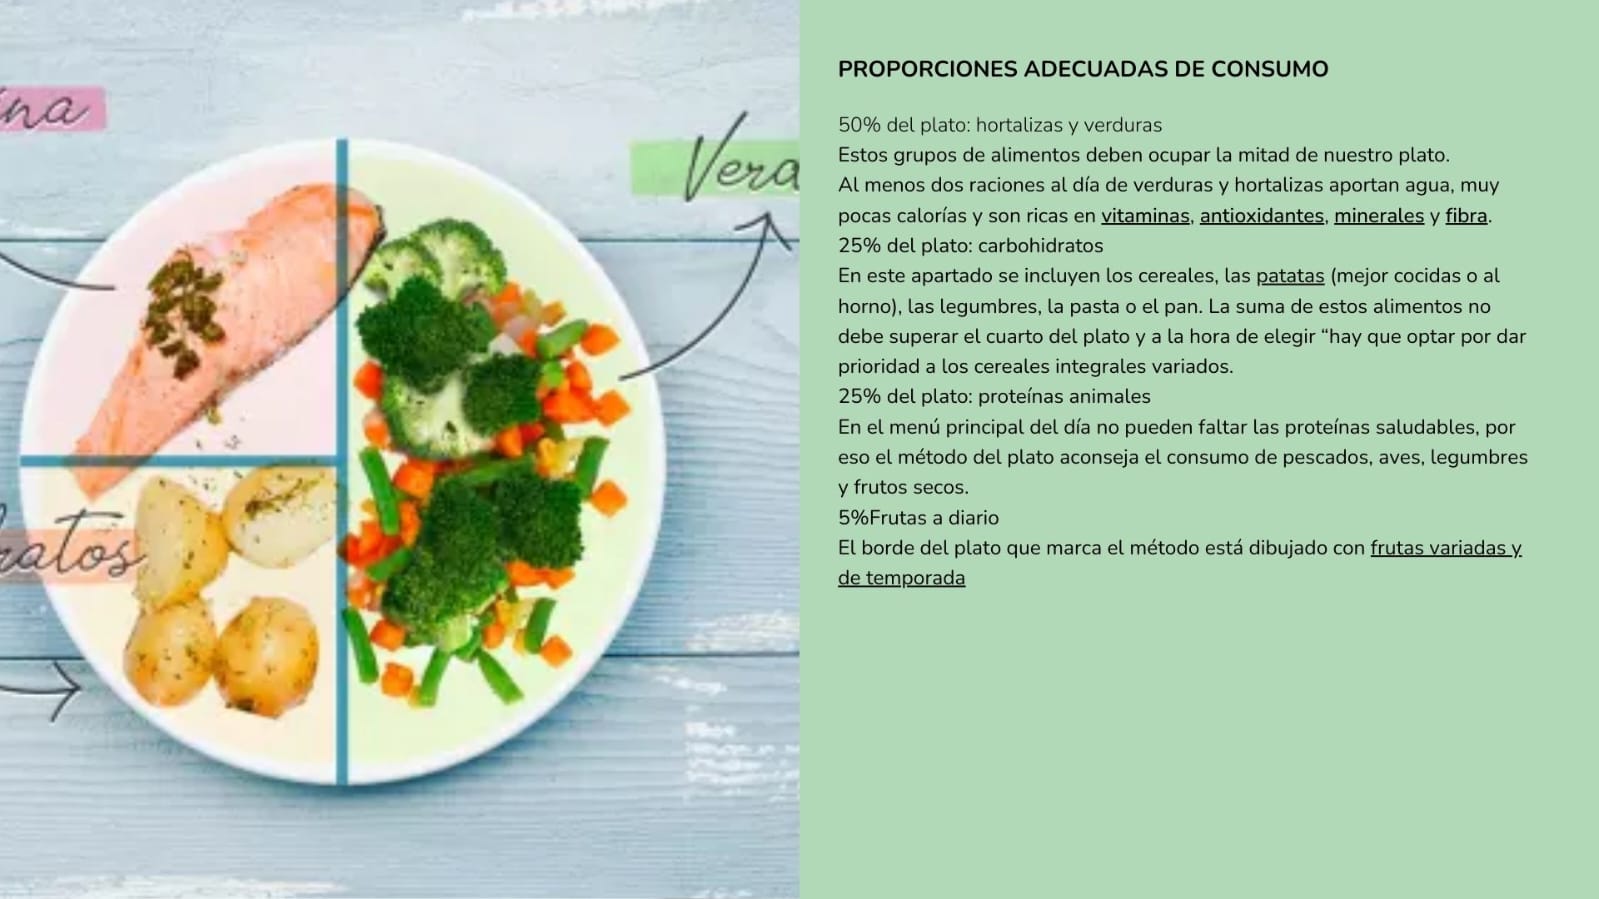 PROPORCIONES ADECUADAS DE CONSUMO
50% del plato: hortalizas y verduras
Estos grupos de alimentos deben ocupar la mitad de nuestro plato.
Al menos dos raciones al día de verduras y hortalizas aportan agua, muy
pocas calorías y son ricas en vitaminas, antioxidantes, minerales y fibra.
25% del plato: carbohidratos
En este apartado se incluyen los cereales, las patatas (mejor cocidas o al
horno), las legumbres, la pasta o el pan. La suma de estos alimentos no
debe superar el cuarto del plato y a la hora de elegir “hay que optar por dar
prioridad a los cereales integrales variados.
25% del plato: proteínas animales
En el menú principal del día no pueden faltar las proteínas saludables, por
eso el método del plato aconseja el consumo de pescados, aves, legumbres
y frutos secos.
5%Frutas a diario
El borde del plato que marca el método está dibujado con frutas variadas y
de temporada